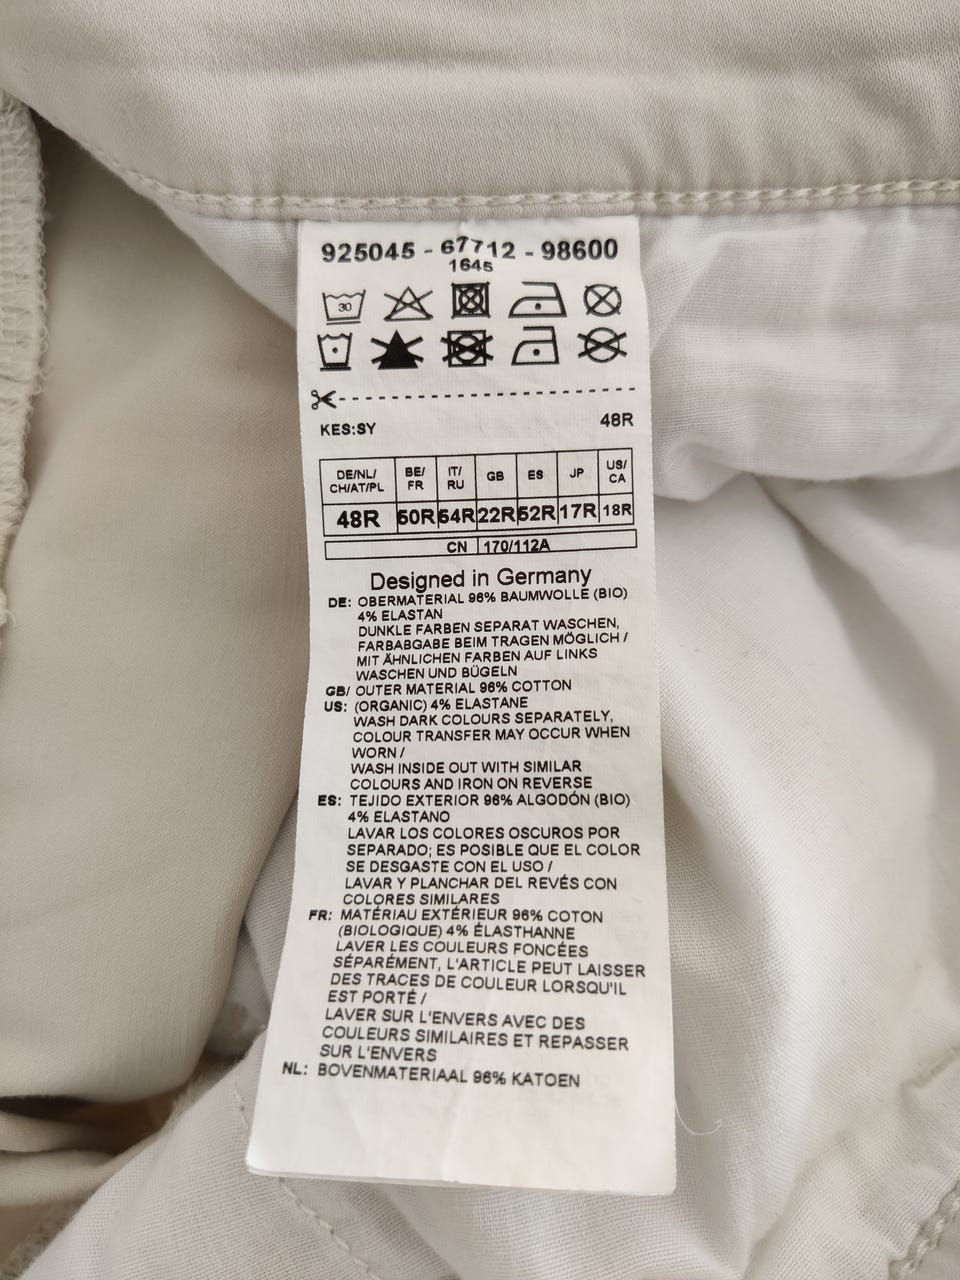 925045 - 67712 - 98600
1645
30
KES:SY 48R
DE/NL/ CH/AT/PL BE/ FR IT/ RU GB ES JP US/ CA
48R 50R 54R 22R 52R 17R 18R
CN 170/112A
Designed in Germany
DE: OBERMATERIAL 96% BAUMWOLLE (BIO)
4% ELASTAN
DUNKLE FARBEN SEPARAT WASCHEN,
FARBABGABE BEIM TRAGEN MÖGLICH /
MIT ÄHNLICHEN FARBEN AUF LINKS
WASCHEN UND BÜGELN
GB/ OUTER MATERIAL 96% COTTON
US: (ORGANIC) 4% ELASTANE
WASH DARK COLOURS SEPARATELY,
COLOUR TRANSFER MAY OCCUR WHEN
WORN /
WASH INSIDE OUT WITH SIMILAR
COLOURS AND IRON ON REVERSE
ES: TEJIDO EXTERIOR 96% ALGODÓN (BIO)
4% ELASTANO
LAVAR LOS COLORES OSCUROS POR
SEPARADO; ES POSIBLE QUE EL COLOR
SE DESGASTE CON EL USO /
LAVAR Y PLANCHAR DEL REVÉS CON
COLORES SIMILARES
FR: MATÉRIAU EXTÉRIEUR 96% COTON
(BIOLOGIQUE) 4% ÉLASTHANNE
LAVER LES COULEURS FONCÉES
SÉPARÉMENT, L'ARTICLE PEUT LAISSER
DES TRACES DE COULEUR LORSQU'IL
EST PORTÉ /
LAVER SUR L'ENVERS AVEC DES
COULEURS SIMILAIRES ET REPASSER
SUR L'ENVERS
NL: BOVENMATERIAAL 96% KATOEN